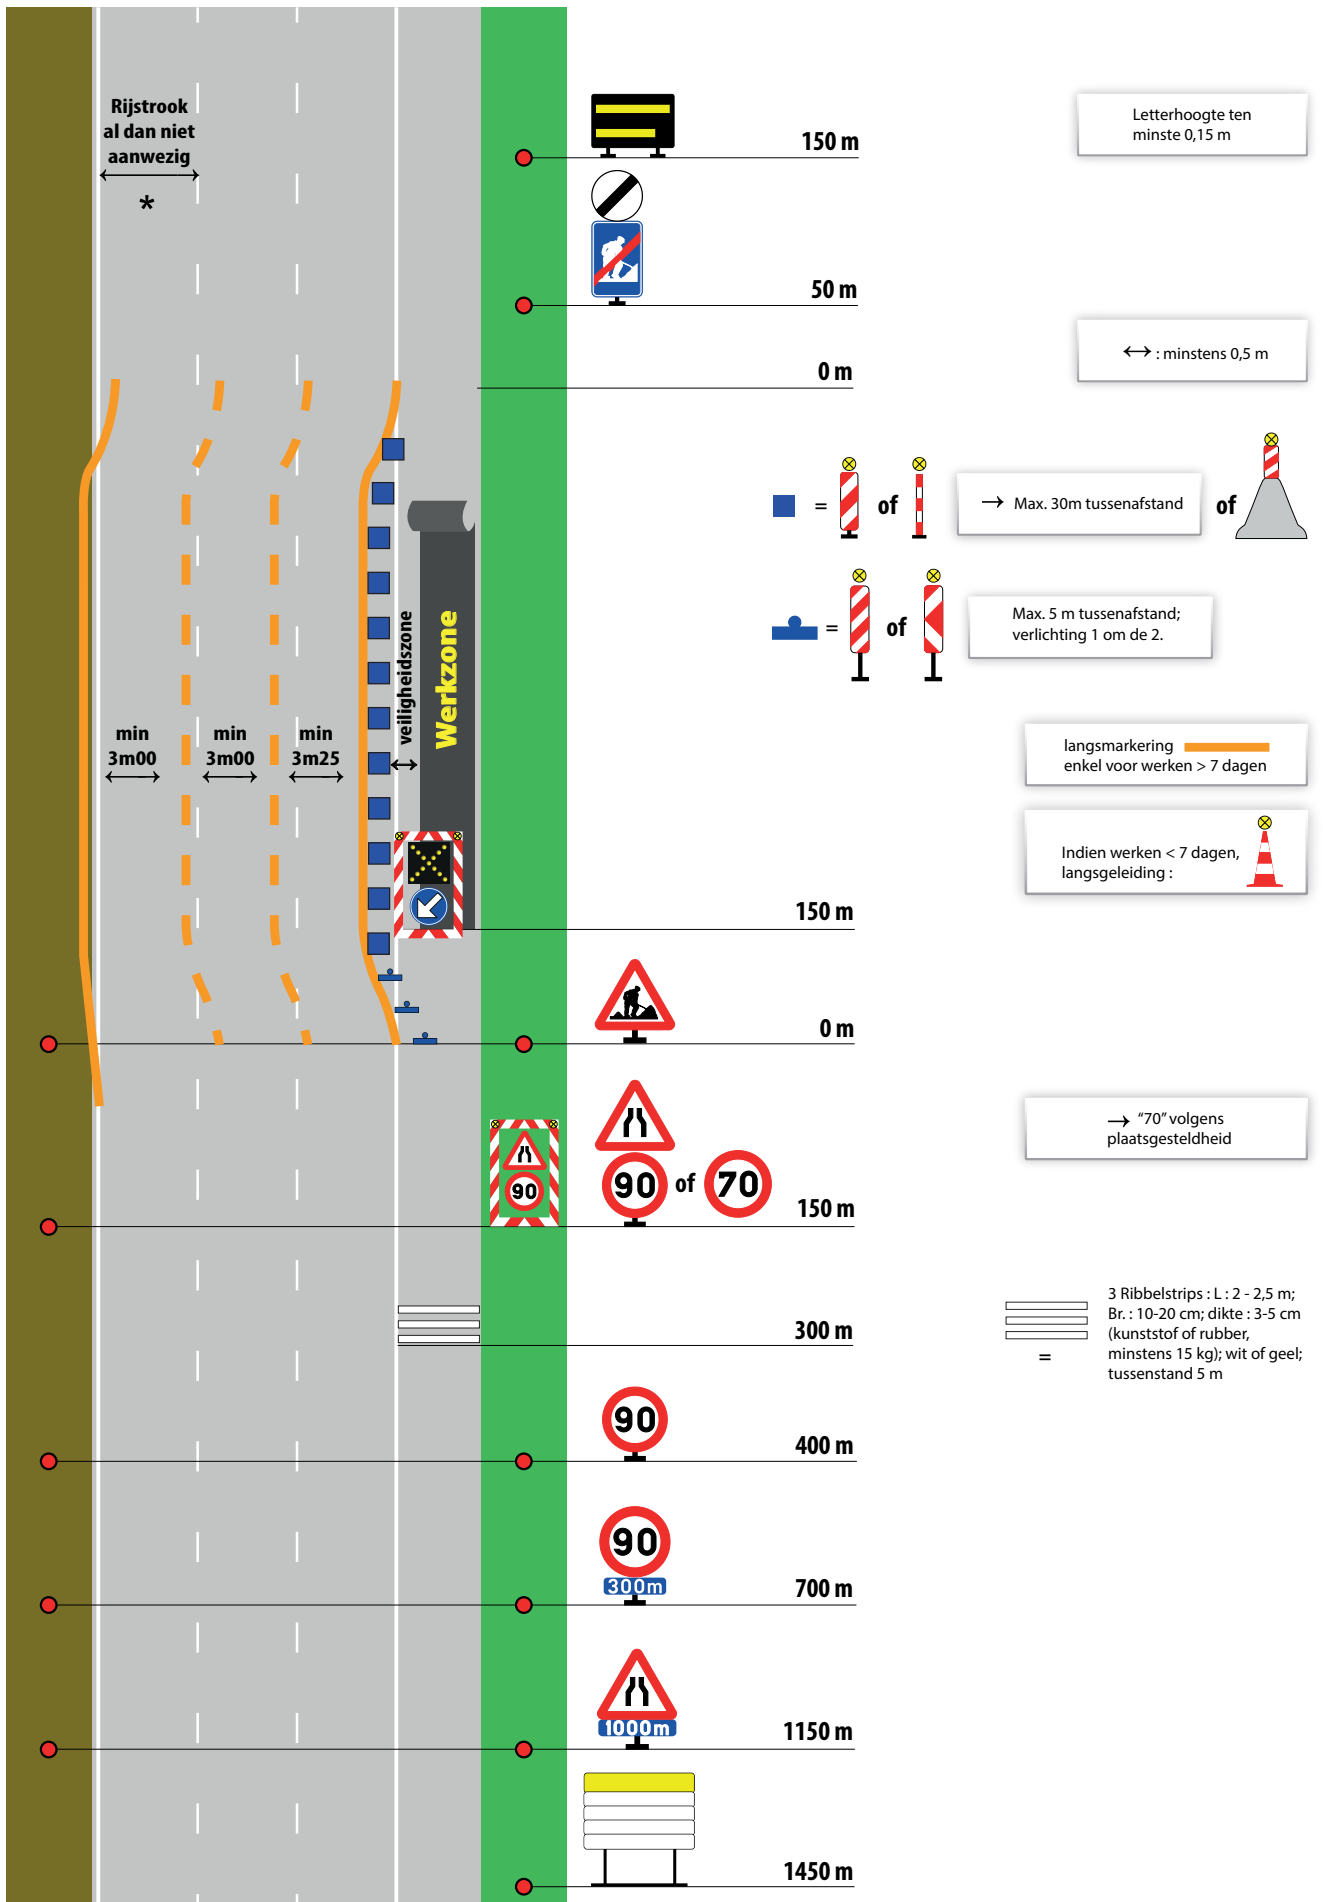 Rijstrook
al dan niet
aanwezig
*
150 m
Letterhoogte ten
minste 0,15 m
50 m
↔ : minstens 0,5 m
0 m
= of → Max. 30m tussenafstand of
= of Max. 5 m tussenafstand;
verlichting 1 om de 2.
veiligheidszone
Werkzone
min
3m00
min
3m00
min
3m25
langsmarkering
enkel voor werken > 7 dagen
Indien werken < 7 dagen,
langsgeleiding :
150 m
0 m
→ “70” volgens
plaatsgesteldheid
90
90 of 70
150 m
300 m
=
3 Ribbelstrips : L : 2 - 2,5 m;
Br. : 10-20 cm; dikte : 3-5 cm
(kunststof of rubber,
minstens 15 kg); wit of geel;
tussenstand 5 m
90
400 m
90
300m
700 m
1000m
1150 m
1450 m